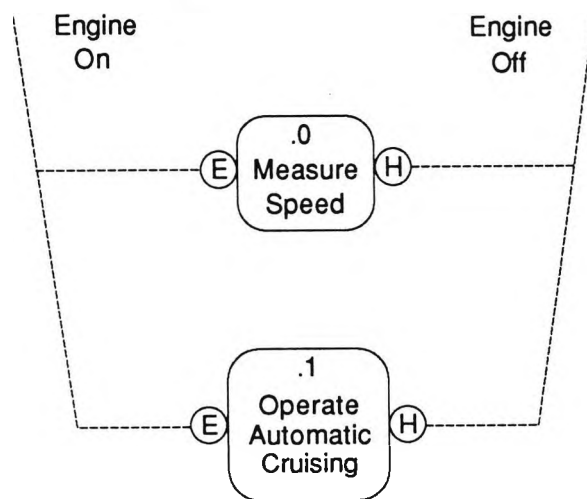 Engine
On
Engine
Off
.0
E
Measure
Speed
H
.1
E
Operate
Automatic
Cruising
H